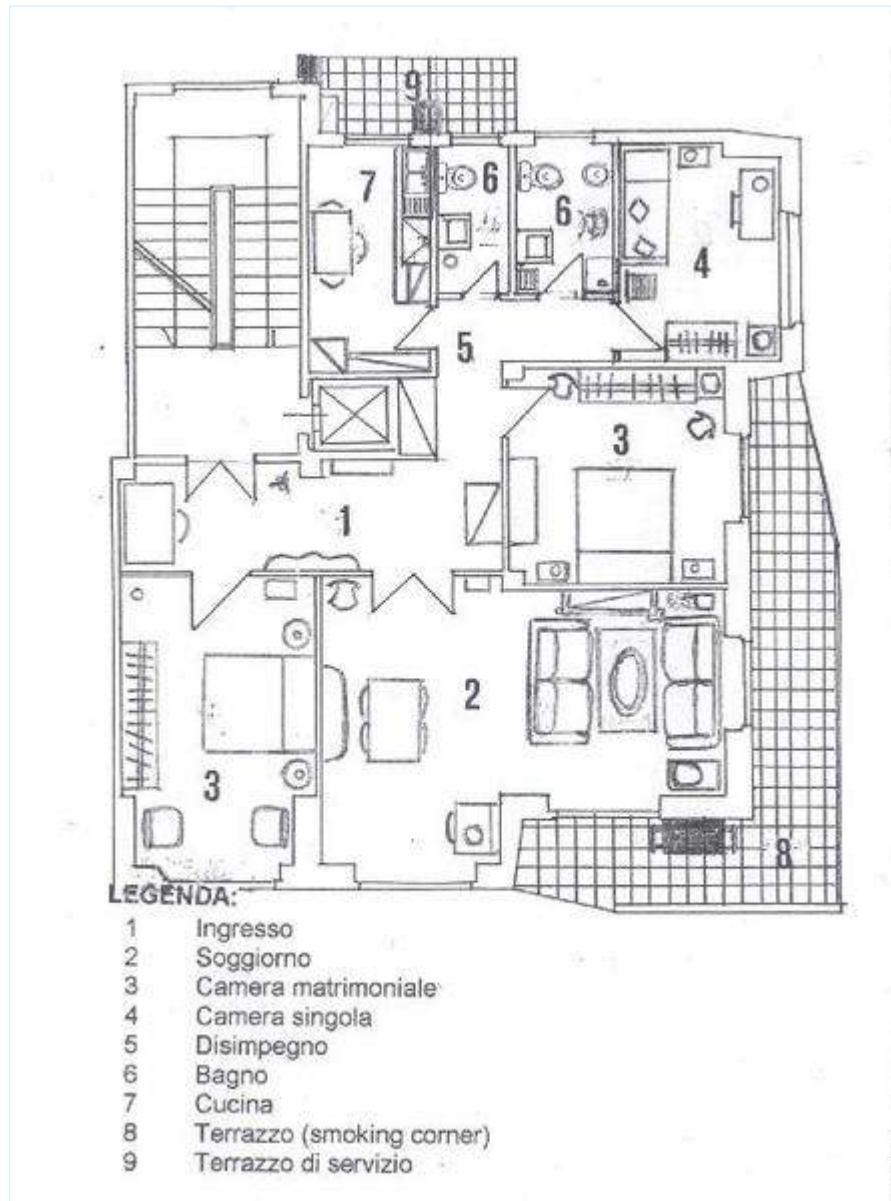 9
7
6
6
4
5
3
1
2
3
8
LEGENDA:
1 Ingresso
2 Soggiorno
3 Camera matrimoniale
4 Camera singola
5 Disimpegno
6 Bagno
7 Cucina
8 Terrazzo (smoking corner)
9 Terrazzo di servizio